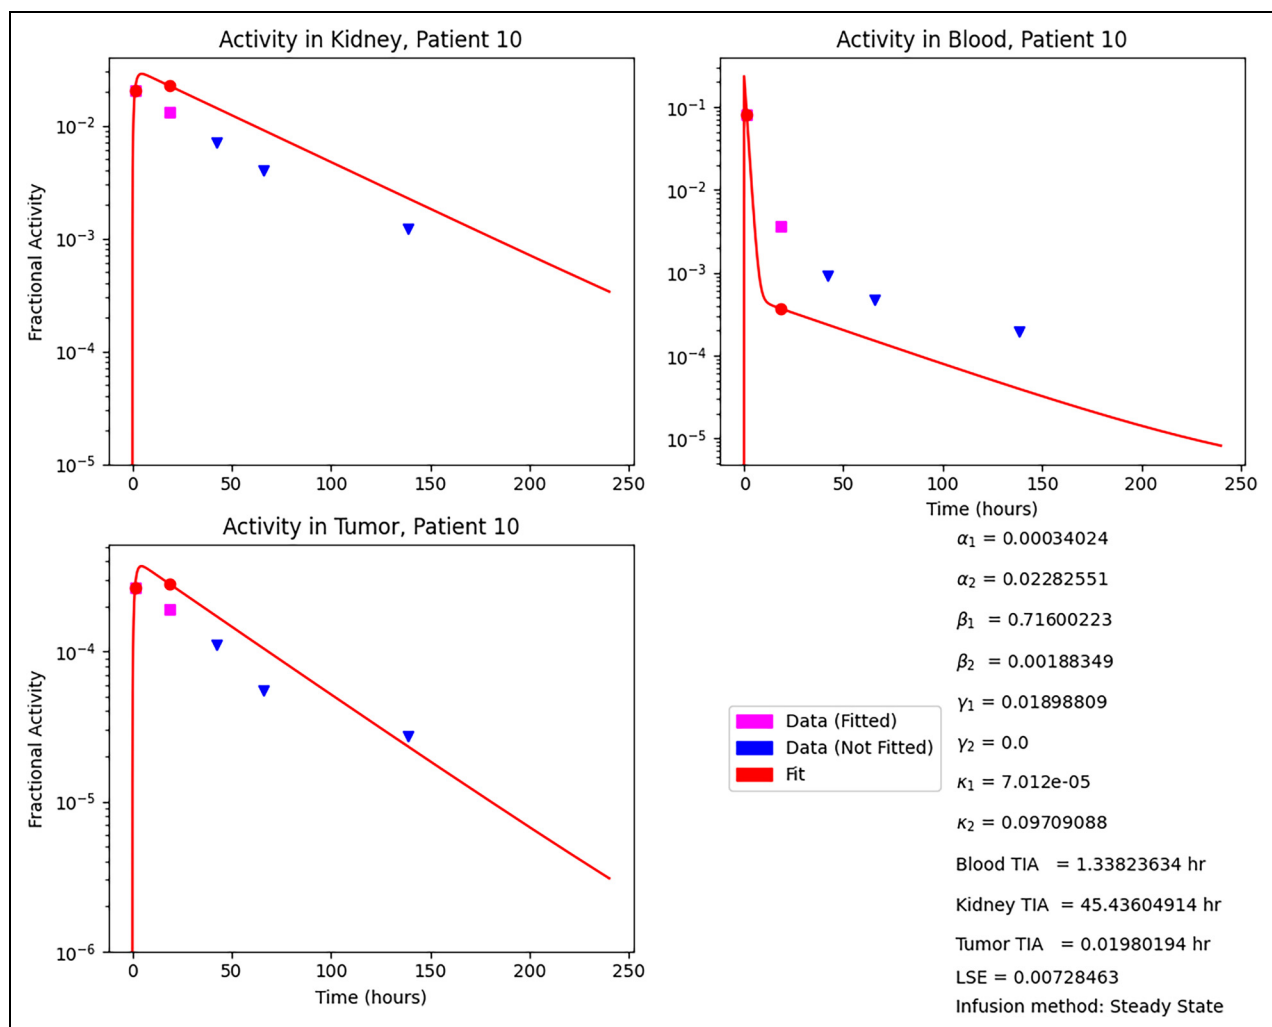 Activity in Kidney, Patient 10
Fractional Activity
10⁻²
10⁻³
10⁻⁴
10⁻⁵
0 50 100 150 200 250
Activity in Blood, Patient 10
10⁻¹
10⁻²
10⁻³
10⁻⁴
10⁻⁵
0 50 100 150 200 250
Time (hours)
Activity in Tumor, Patient 10
Fractional Activity
10⁻⁴
10⁻⁵
10⁻⁶
0 50 100 150 200 250
Time (hours)
Data (Fitted)
Data (Not Fitted)
Fit
α₁ = 0.00034024
α₂ = 0.02282551
β₁ = 0.71600223
β₂ = 0.00188349
γ₁ = 0.01898809
γ₂ = 0.0
κ₁ = 7.012e-05
κ₂ = 0.09709088
Blood TIA = 1.33823634 hr
Kidney TIA = 45.43604914 hr
Tumor TIA = 0.01980194 hr
LSE = 0.00728463
Infusion method: Steady State